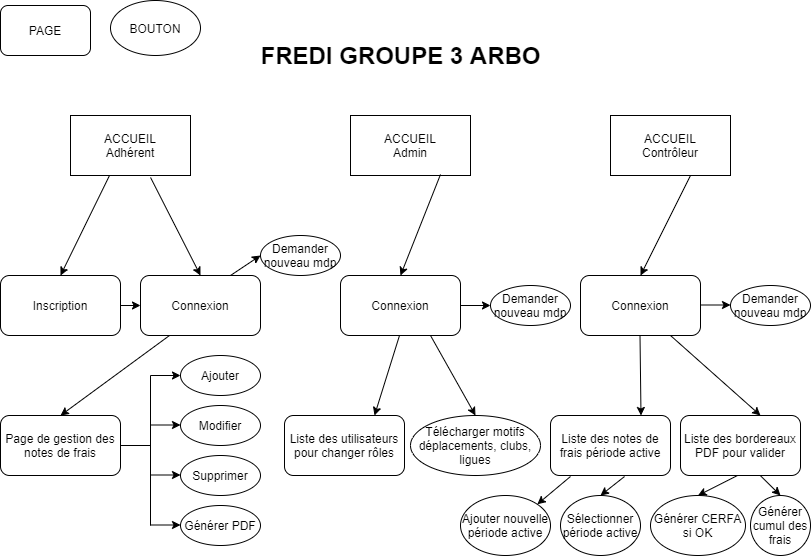 PAGE
BOUTON
FREDI GROUPE 3 ARBO
ACCUEIL
Adhérent
ACCUEIL
Admin
ACCUEIL
Contrôleur
Demander
nouveau mdp
Inscription
Connexion
Connexion
Demander
nouveau mdp
Connexion
Demander
nouveau mdp
Ajouter
Modifier
Supprimer
Générer PDF
Page de gestion des
notes de frais
Liste des utilisateurs
pour changer rôles
Télécharger motifs
déplacements, clubs,
ligues
Liste des notes de
frais période active
Liste des bordereaux
PDF pour valider
Ajouter nouvelle
période active
Sélectionner
période active
Générer CERFA
si OK
Générer
cumul des
frais